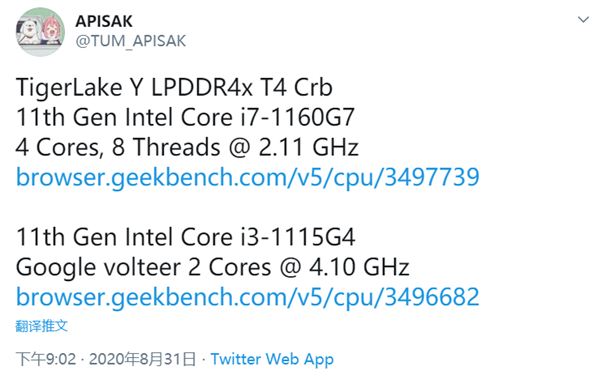 APISAK
@TUM_APISAK
TigerLake Y LPDDR4x T4 Crb
11th Gen Intel Core i7-1160G7
4 Cores, 8 Threads @ 2.11 GHz
browser.geekbench.com/v5/cpu/3497739
11th Gen Intel Core i3-1115G4
Google volteer 2 Cores @ 4.10 GHz
browser.geekbench.com/v5/cpu/3496682
翻译推文
下午9:02 · 2020年8月31日 · Twitter Web App